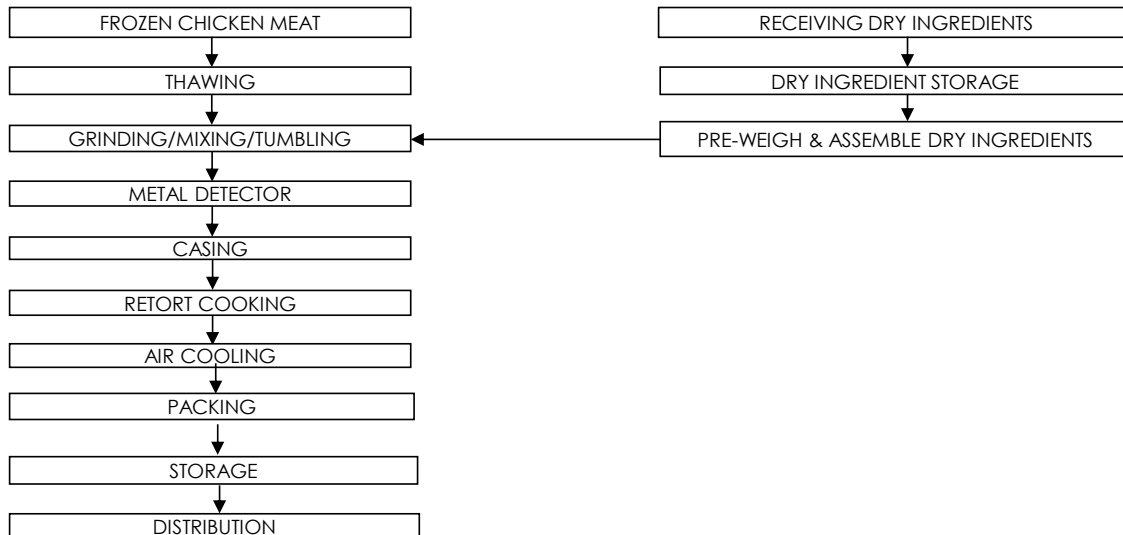 FROZEN CHICKEN MEAT
THAWING
GRINDING/MIXING/TUMBLING
METAL DETECTOR
CASING
RETORT COOKING
AIR COOLING
PACKING
STORAGE
DISTRIBUTION
RECEIVING DRY INGREDIENTS
DRY INGREDIENT STORAGE
PRE-WEIGH & ASSEMBLE DRY INGREDIENTS